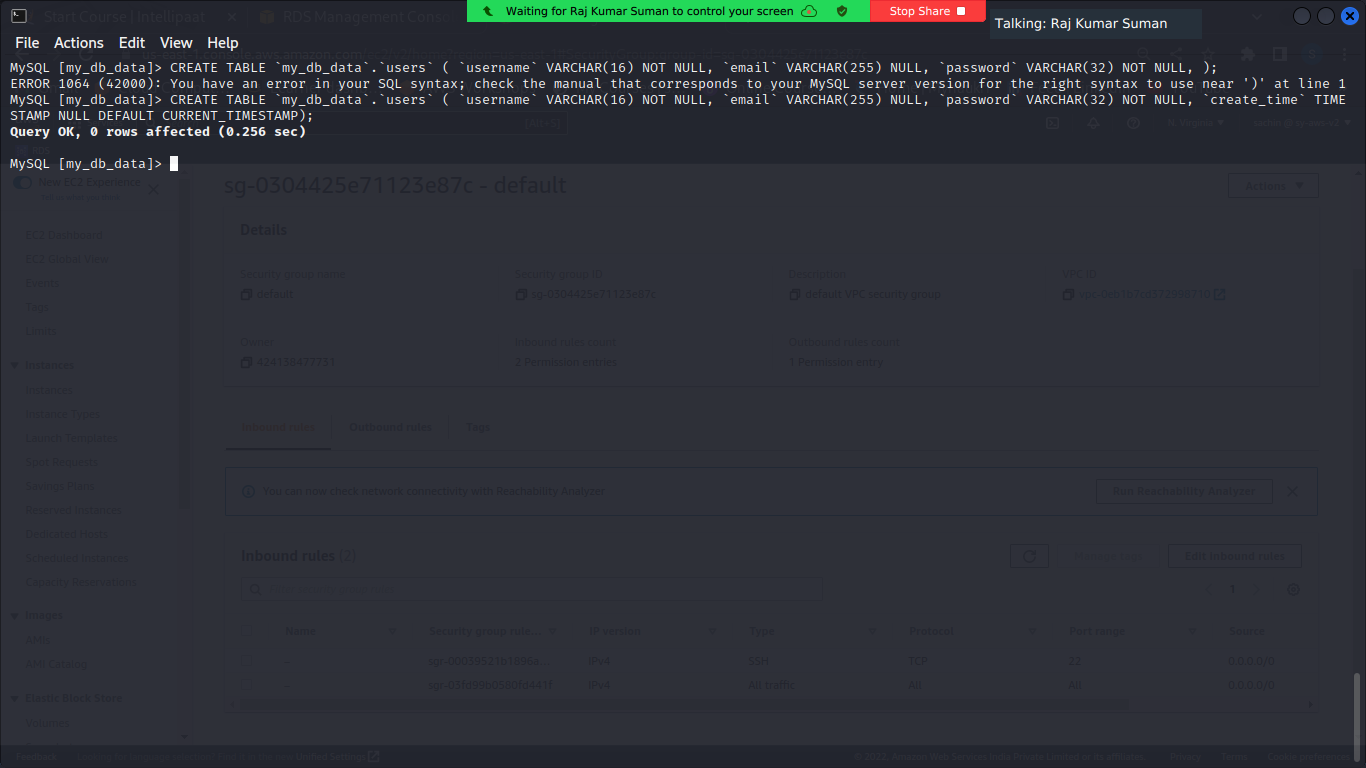 Start Course | Intellipaat
RDS Management Cons
Waiting for Raj Kumar Suman to control your screen
Stop Share
Talking: Raj Kumar Suman
File Actions Edit View Help
MySQL [my_db_data]> CREATE TABLE `my_db_data`.`users` ( `username` VARCHAR(16) NOT NULL, `email` VARCHAR(255) NULL, `password` VARCHAR(32) NOT NULL, );
ERROR 1064 (42000): You have an error in your SQL syntax; check the manual that corresponds to your MySQL server version for the right syntax to use near ')' at line 1
MySQL [my_db_data]> CREATE TABLE `my_db_data`.`users` ( `username` VARCHAR(16) NOT NULL, `email` VARCHAR(255) NULL, `password` VARCHAR(32) NOT NULL, `create_time` TIME
STAMP NULL DEFAULT CURRENT_TIMESTAMP);
[Alt+S]
N. Virginia
Query OK, 0 rows affected (0.256 sec)
MySQL [my_db_data]>
New EC2 Experience
sg-0304425e71123e87c - default
Actions
Details
EC2 Dashboard
EC2 Global View
Events
Tags
Limits
Security group name
Security group ID
Description
VPC ID
default
sg-0304425e71123e87c
default VPC security group
Owner
Inbound rules count
Outbound rules count
424138477731
2 Permission entries
1 Permission entry
Instances
Instances
Instance Types
Launch Templates
Spot Requests
Savings Plans
Reserved Instances
Dedicated Hosts
Scheduled Instances
Capacity Reservations
Inbound rules
Outbound rules
Tags
You can now check network connectivity with Reachability Analyzer
Run Reachability Analyzer
Inbound rules (2)
Manage tags
Edit inbound rules
1
Images
AMIs
AMI Catalog
Name
Security group rule...
IP version
Type
Protocol
Port range
Source
- IPv4 SSH TCP 22 0.0.0.0/0
- sgr-03fd99b0580fd441f IPv4 All traffic All All 0.0.0.0/0
Elastic Block Store
Volumes
Feedback
Unified Settings
© 2022, Amazon Web Services India Private Limited or its affiliates.
Privacy
Terms
Cookie preferences